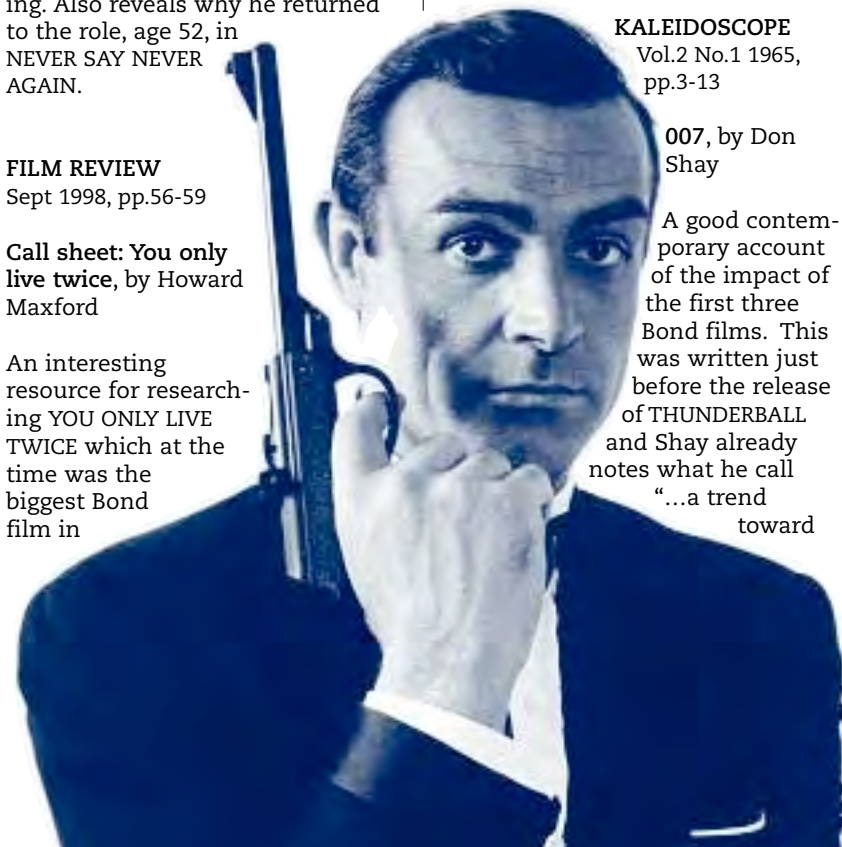 ing. Also reveals why he returned
to the role, age 52, in
NEVER SAY NEVER
AGAIN.
FILM REVIEW
Sept 1998, pp.56-59
Call sheet: You only
live twice, by Howard
Maxford
An interesting
resource for research-
ing YOU ONLY LIVE
TWICE which at the
time was the
biggest Bond
film in
KALEIDOSCOPE
Vol.2 No.1 1965,
pp.3-13
007, by Don
Shay
A good contem-
porary account
of the impact of
the first three
Bond films.  This
was written just
before the release
of THUNDERBALL
and Shay already
notes what he call
“…a trend
toward